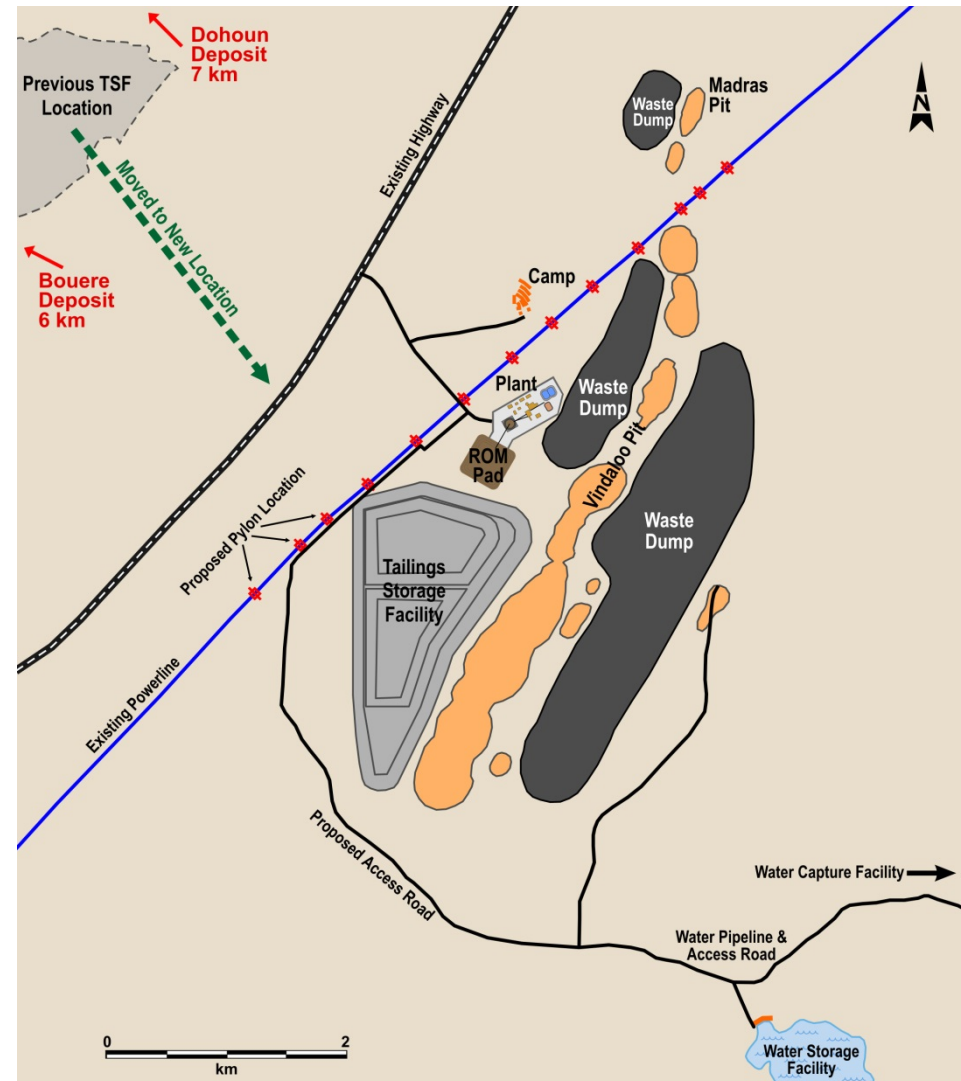 Dohoun
Deposit
7 km
Previous TSF
Location
Moved to New Location
Bouere
Deposit
6 km
Existing Highway
Waste
Dump
Madras
Pit
N
Camp
Plant
Waste
Dump
ROM
Pad
Vindaloo Pit
Waste
Dump
Proposed Pylon Location
Tailings
Storage
Facility
Existing Powerline
Proposed Access Road
Water Capture Facility
Water Pipeline &
Access Road
Water Storage
Facility
0
2
km